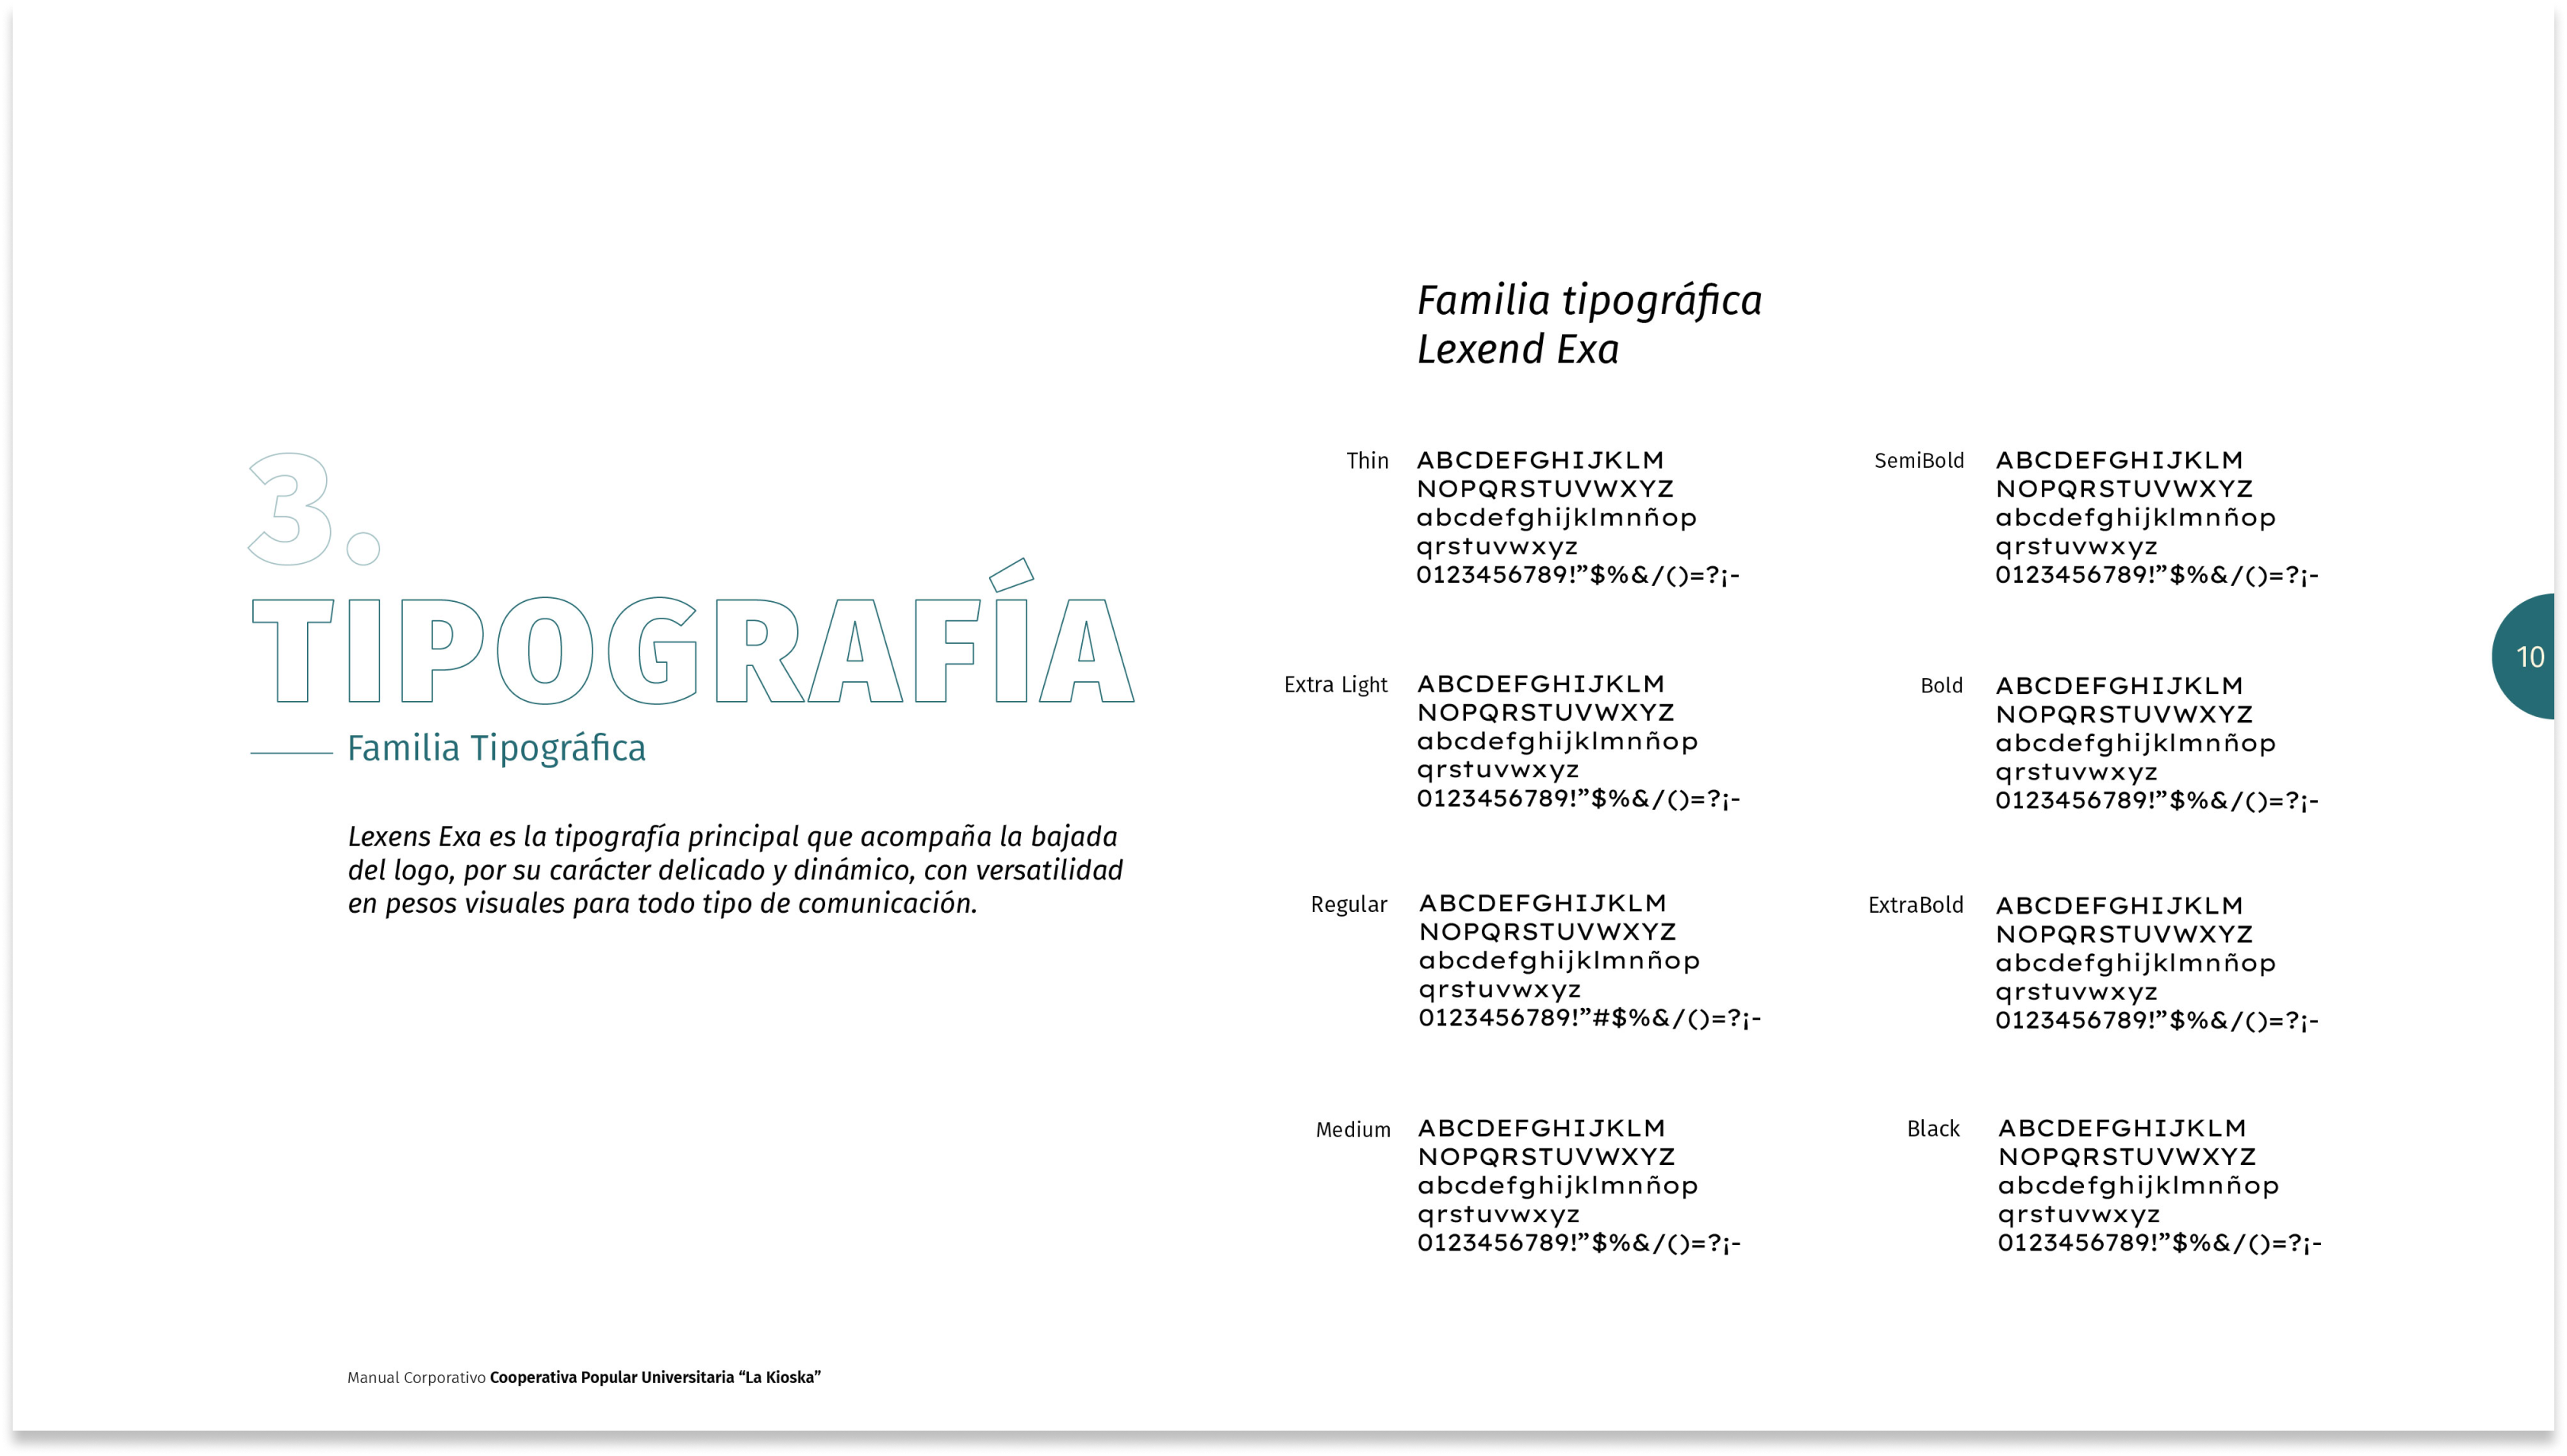 3.
TIPOGRAFÍA
Familia Tipográfica
Lexens Exa es la tipografía principal que acompaña la bajada
del logo, por su carácter delicado y dinámico, con versatilidad
en pesos visuales para todo tipo de comunicación.
Familia tipográfica
Lexend Exa
Thin
ABCDEFGHIJKLM
NOPQRSTUVWXYZ
abcdefghijklmnñop
qrstuvwxyz
0123456789!”$%&/()=?¡-
Extra Light
ABCDEFGHIJKLM
NOPQRSTUVWXYZ
abcdefghijklmnñop
qrstuvwxyz
0123456789!”$%&/()=?¡-
Regular
ABCDEFGHIJKLM
NOPQRSTUVWXYZ
abcdefghijklmnñop
qrstuvwxyz
0123456789!”#$%&/()=?¡-
Medium
ABCDEFGHIJKLM
NOPQRSTUVWXYZ
abcdefghijklmnñop
qrstuvwxyz
0123456789!”$%&/()=?¡-
SemiBold
ABCDEFGHIJKLM
NOPQRSTUVWXYZ
abcdefghijklmnñop
qrstuvwxyz
0123456789!”$%&/()=?¡-
Bold
ABCDEFGHIJKLM
NOPQRSTUVWXYZ
abcdefghijklmnñop
qrstuvwxyz
0123456789!”$%&/()=?¡-
ExtraBold
ABCDEFGHIJKLM
NOPQRSTUVWXYZ
abcdefghijklmnñop
qrstuvwxyz
0123456789!”$%&/()=?¡-
Black
ABCDEFGHIJKLM
NOPQRSTUVWXYZ
abcdefghijklmnñop
qrstuvwxyz
0123456789!”$%&/()=?¡-
10
Manual Corporativo Cooperativa Popular Universitaria “La Kioska”